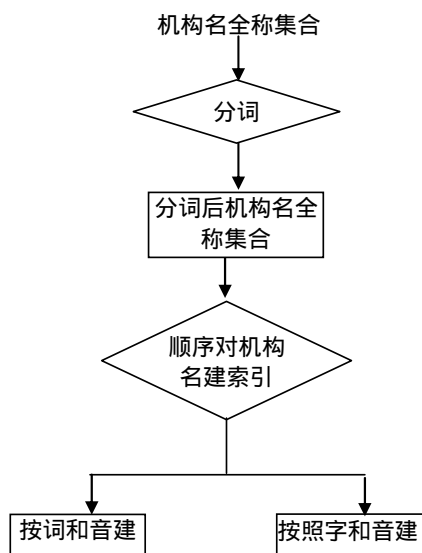 机构名全称集合
分词
分词后机构名全
称集合
顺序对机构
名建索引
按词和音建
按照字和音建